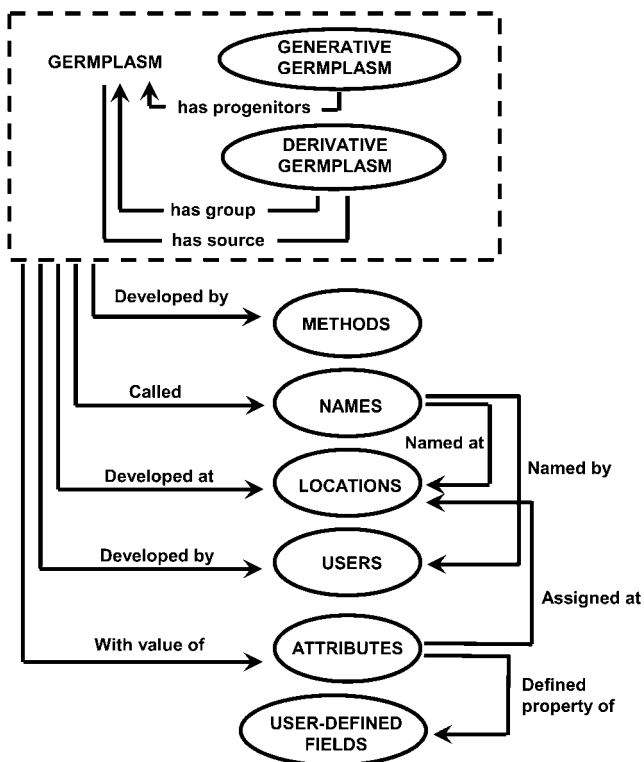 GERMPLASM
GENERATIVE
GERMPLASM
has progenitors
DERIVATIVE
GERMPLASM
has group
has source
Developed by
METHODS
Called
NAMES
Named at
Named by
Developed at
LOCATIONS
Developed by
USERS
Assigned at
With value of
ATTRIBUTES
Defined
property of
USER-DEFINED
FIELDS